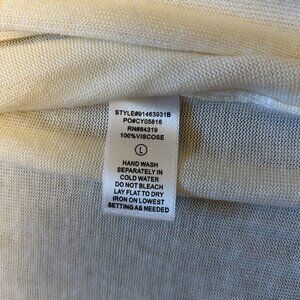 STYLE#91463931B
PO#CY05816
RN#84319
100%VISCOSE
L
HAND WASH
SEPARATELY IN
COLD WATER
DO NOT BLEACH
LAY FLAT TO DRY
IRON ON LOWEST
SETTING AS NEEDED